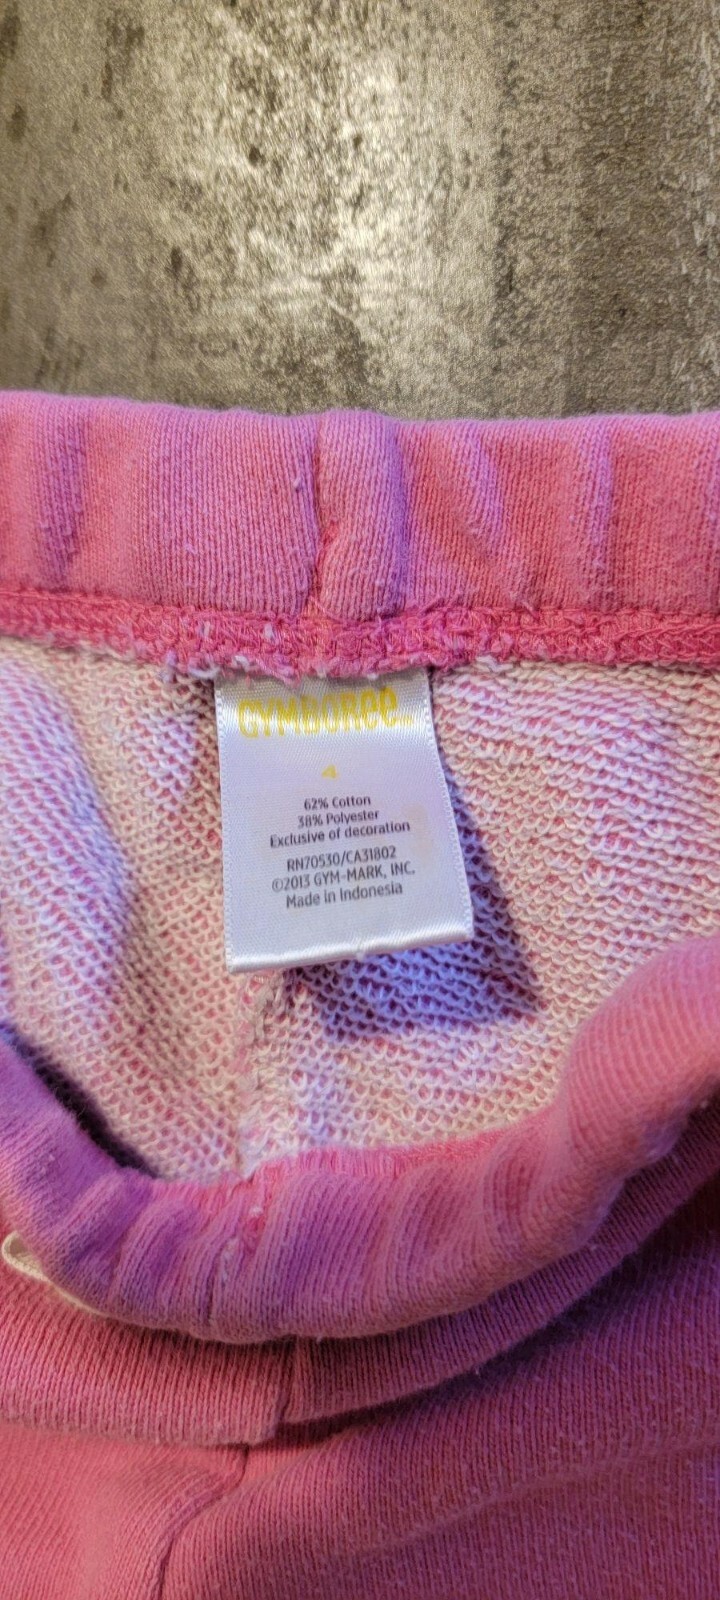 GYMBOREE
4
62% Cotton
38% Polyester
Exclusive of decoration
RN70530/CA31802
©2013 GYM-MARK, INC.
Made in Indonesia